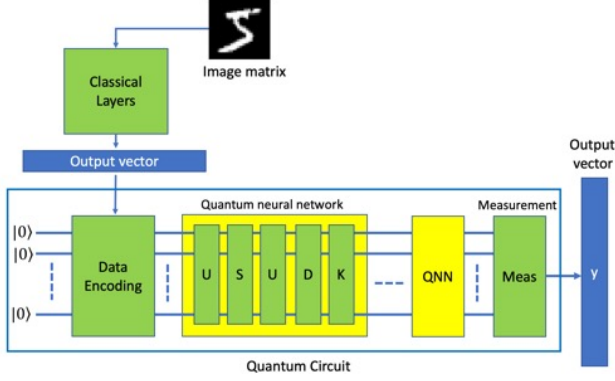 Image matrix
Classical
Layers
Output vector
Output
vector
Quantum neural network
Measurement
|0⟩
|0⟩
|0⟩
Data
Encoding
U S U D K
QNN
Meas
y
Quantum Circuit